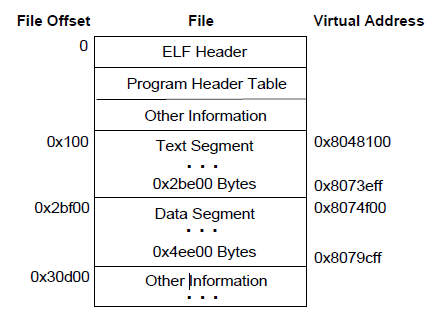 File Offset File Virtual Address
0 ELF Header
Program Header Table
Other Information
0x100 Text Segment 0x8048100
. . .
0x2be00 Bytes 0x8073eff
0x2bf00 Data Segment 0x8074f00
. . .
0x4ee00 Bytes 0x8079cff
0x30d00 Other Information
. . .